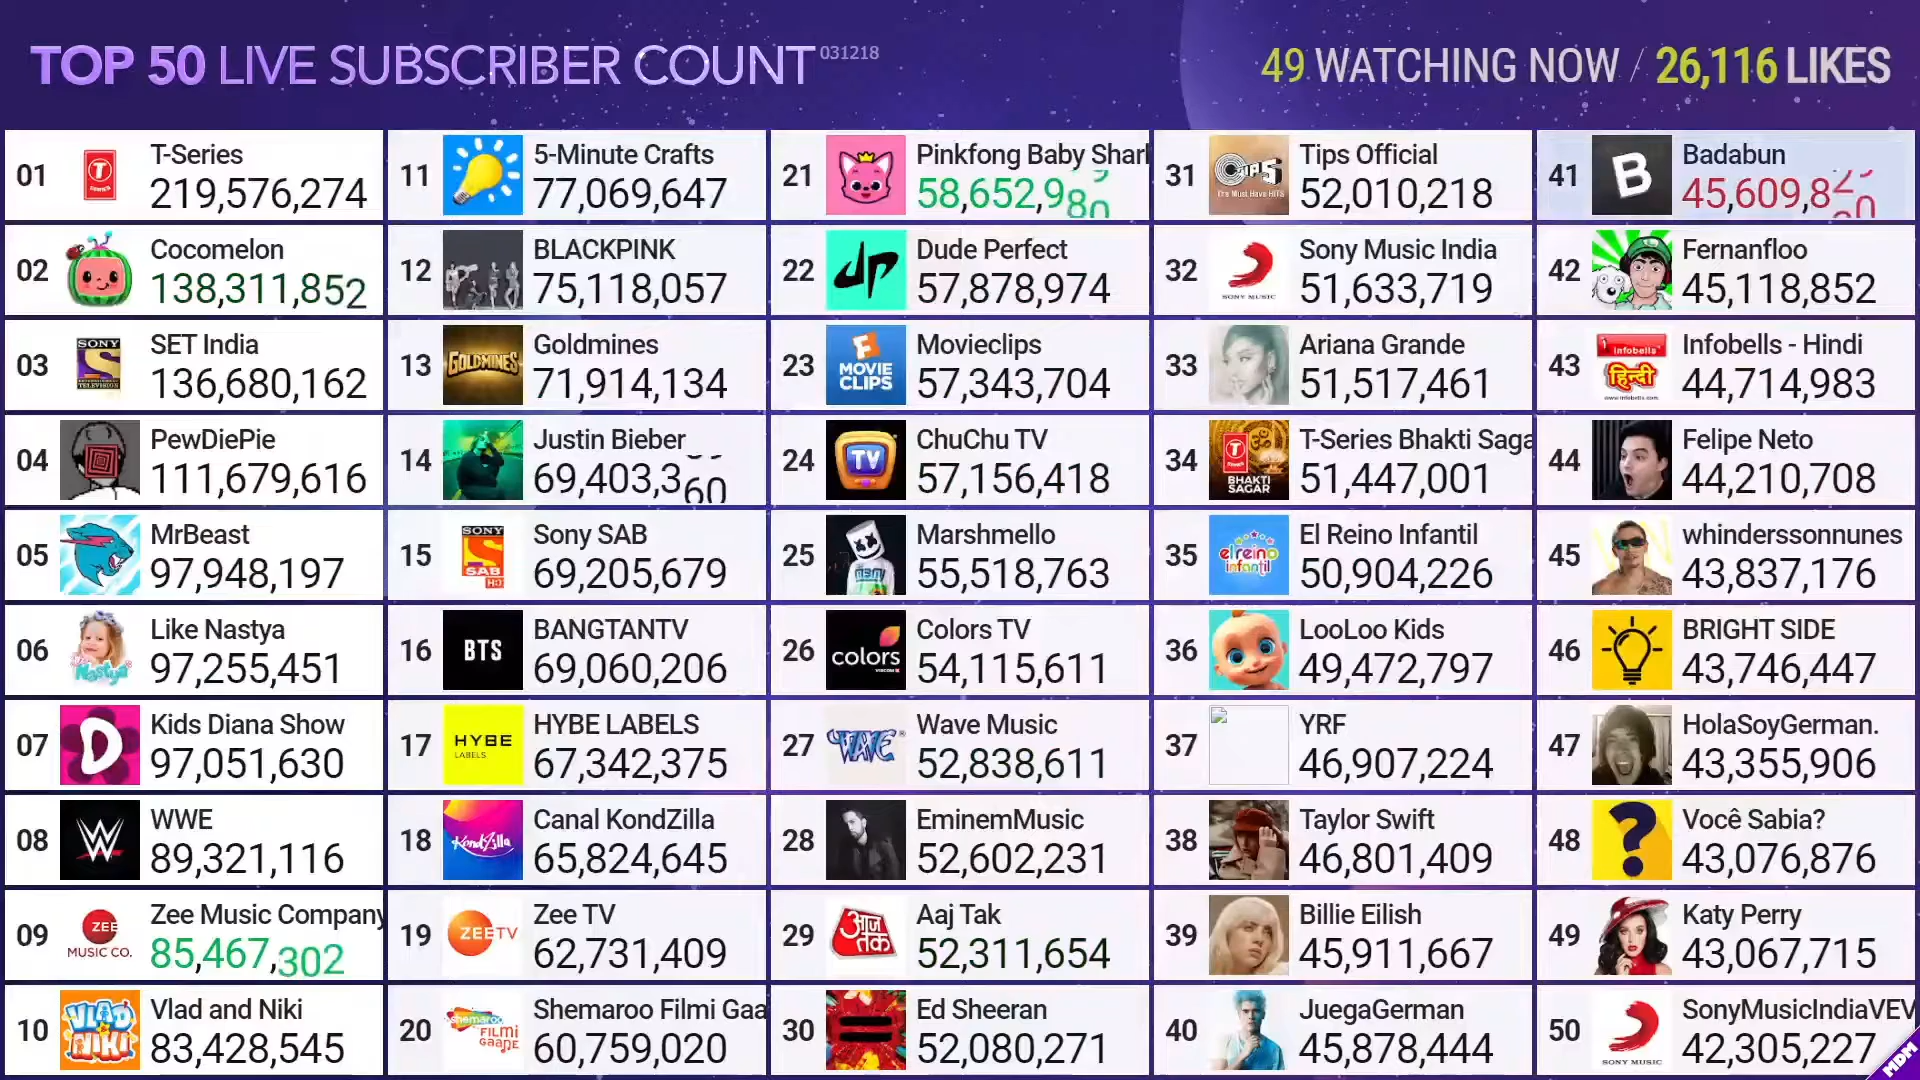 TOP 50 LIVE SUBSCRIBER COUNT 031218
49 WATCHING NOW / 26,116 LIKES
01 T-Series
219,576,274
02 Cocomelon
138,311,852
03 SET India
136,680,162
04 PewDiePie
111,679,616
05 MrBeast
97,948,197
06 Like Nastya
97,255,451
07 Kids Diana Show
97,051,630
08 WWE
89,321,116
09 Zee Music Company
85,467,302
10 Vlad and Niki
83,428,545
11 5-Minute Crafts
77,069,647
12 BLACKPINK
75,118,057
13 Goldmines
71,914,134
14 Justin Bieber
69,403,360
15 Sony SAB
69,205,679
16 BANGTANTV
69,060,206
17 HYBE LABELS
67,342,375
18 Canal KondZilla
65,824,645
19 Zee TV
62,731,409
20 Shemaroo Filmi Gaa
60,759,020
21 Pinkfong Baby Shar
58,652,9
22 Dude Perfect
57,878,974
23 Movieclips
57,343,704
24 ChuChu TV
57,156,418
25 Marshmello
55,518,763
26 Colors TV
54,115,611
27 Wave Music
52,838,611
28 EminemMusic
52,602,231
29 Aaj Tak
52,311,654
30 Ed Sheeran
52,080,271
31 Tips Official
52,010,218
32 Sony Music India
51,633,719
33 Ariana Grande
51,517,461
34 T-Series Bhakti Saga
51,447,001
35 El Reino Infantil
50,904,226
36 LooLoo Kids
49,472,797
37 YRF
46,907,224
38 Taylor Swift
46,801,409
39 Billie Eilish
45,911,667
40 JuegaGerman
45,878,444
41 Badabun
45,609,8
42 Fernanfloo
45,118,852
43 Infobells - Hindi
44,714,983
44 Felipe Neto
44,210,708
45 whinderssonnunes
43,837,176
46 BRIGHT SIDE
43,746,447
47 HolaSoyGerman.
43,355,906
48 Você Sabia?
43,076,876
49 Katy Perry
43,067,715
50 SonyMusicIndiaVEV
42,305,227
MDM